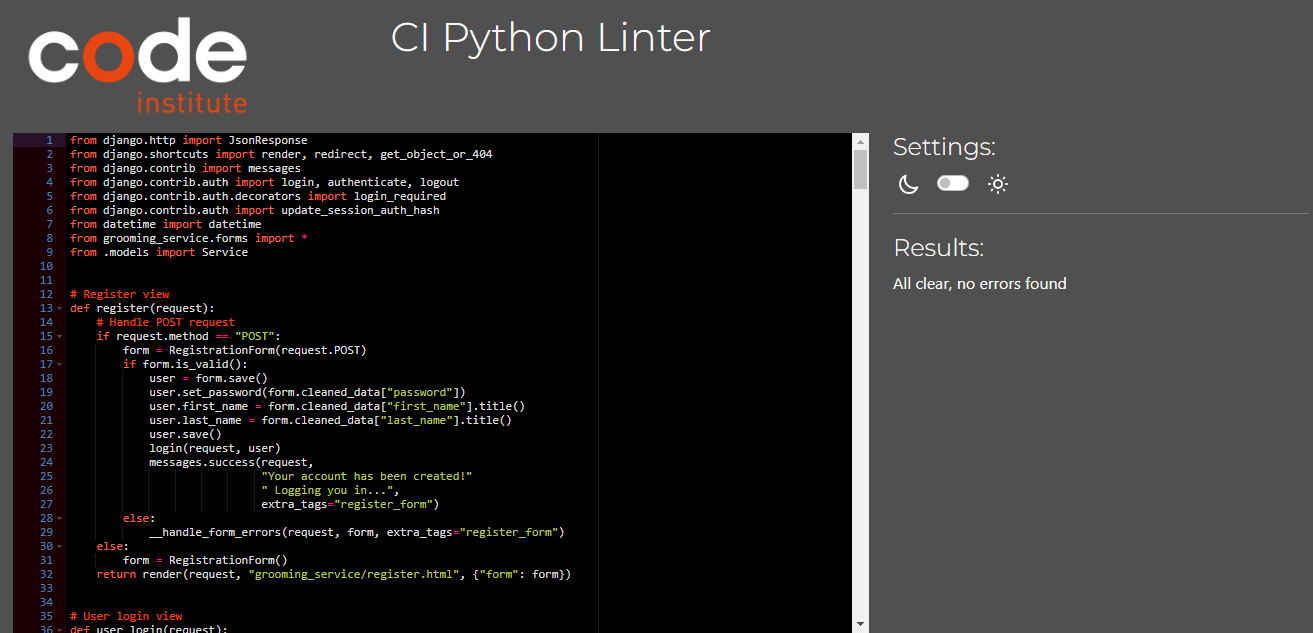 code
institute
CI Python Linter
1 from django.http import JsonResponse
2 from django.shortcuts import render, redirect, get_object_or_404
3 from django.contrib import messages
4 from django.contrib.auth import login, authenticate, logout
5 from django.contrib.auth.decorators import login_required
6 from django.contrib.auth import update_session_auth_hash
7 from datetime import datetime
8 from grooming_service.forms import *
9 from .models import Service
10
11
12 # Register view
13 def register(request):
14     # Handle POST request
15     if request.method == "POST":
16         form = RegistrationForm(request.POST)
17         if form.is_valid():
18             user = form.save()
19             user.set_password(form.cleaned_data["password"])
20             user.first_name = form.cleaned_data["first_name"].title()
21             user.last_name = form.cleaned_data["last_name"].title()
22             user.save()
23             login(request, user)
24             messages.success(request,
25                              "Your account has been created!"
26                              " Logging you in...",
27                              extra_tags="register_form")
28         else:
29             __handle_form_errors(request, form, extra_tags="register_form")
30     else:
31         form = RegistrationForm()
32     return render(request, "grooming_service/register.html", {"form": form})
33
34
35 # User login view
36 def user_login(request):
Settings:
Results:
All clear, no errors found